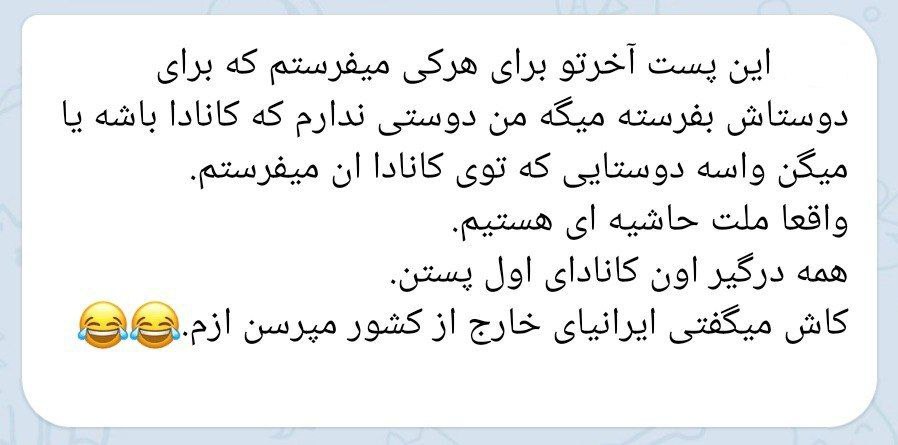 این پست آخرتو برای هرکی میفرستم که برای
دوستاش بفرسته میگه من دوستی ندارم که کانادا باشه یا
میگن واسه دوستایی که توی کانادا ان میفرستم.
واقعا ملت حاشیه ای هستیم.
همه درگیر اون کانادای اول پستن.
کاش میگفتی ایرانیای خارج از کشور مپرسن ازم.😂😂